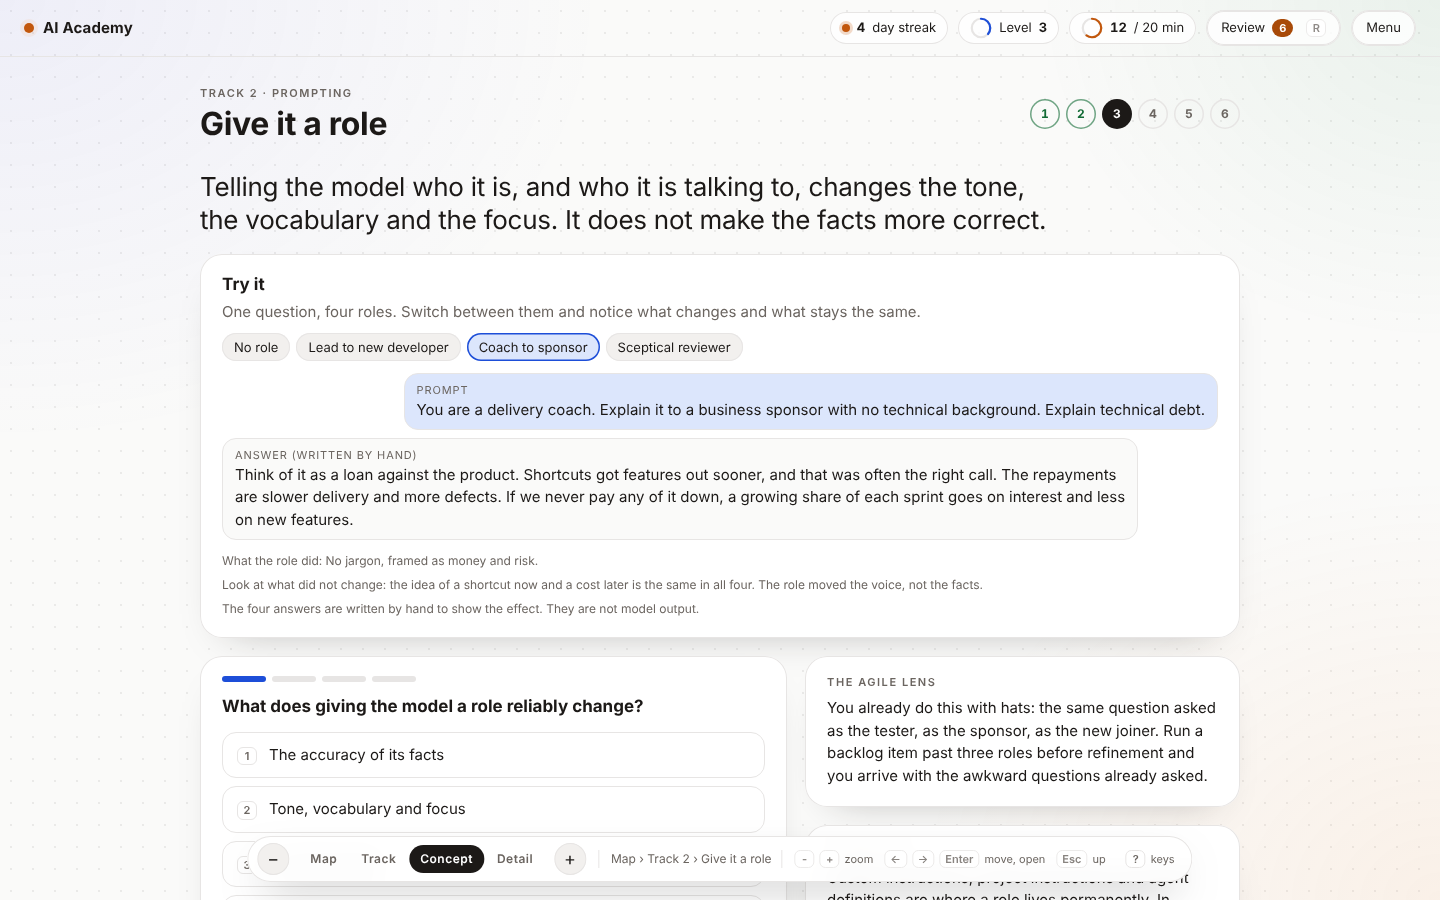 AI Academy
4 day streak
Level 3
12 / 20 min
Review 6 R
Menu
TRACK 2 · PROMPTING
Give it a role
1 2 3 4 5 6
Telling the model who it is, and who it is talking to, changes the tone,
the vocabulary and the focus. It does not make the facts more correct.
Try it
One question, four roles. Switch between them and notice what changes and what stays the same.
No role
Lead to new developer
Coach to sponsor
Sceptical reviewer
PROMPT
You are a delivery coach. Explain it to a business sponsor with no technical background. Explain technical debt.
ANSWER (WRITTEN BY HAND)
Think of it as a loan against the product. Shortcuts got features out sooner, and that was often the right call. The repayments
are slower delivery and more defects. If we never pay any of it down, a growing share of each sprint goes on interest and less
on new features.
What the role did: No jargon, framed as money and risk.
Look at what did not change: the idea of a shortcut now and a cost later is the same in all four. The role moved the voice, not the facts.
The four answers are written by hand to show the effect. They are not model output.
What does giving the model a role reliably change?
1 The accuracy of its facts
2 Tone, vocabulary and focus
3
THE AGILE LENS
You already do this with hats: the same question asked
as the tester, as the sponsor, as the new joiner. Run a
backlog item past three roles before refinement and
you arrive with the awkward questions already asked.
− Map Track Concept Detail +
Map › Track 2 › Give it a role
- + zoom ← → Enter move, open Esc up ? keys
definitions are where a role lives permanently. In